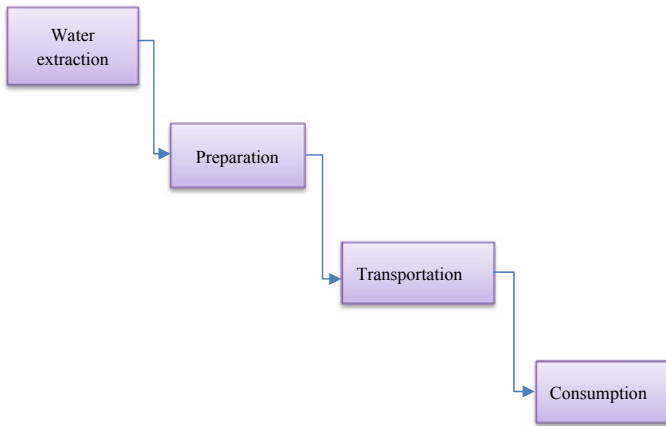 Water
extraction
Preparation
Transportation
Consumption